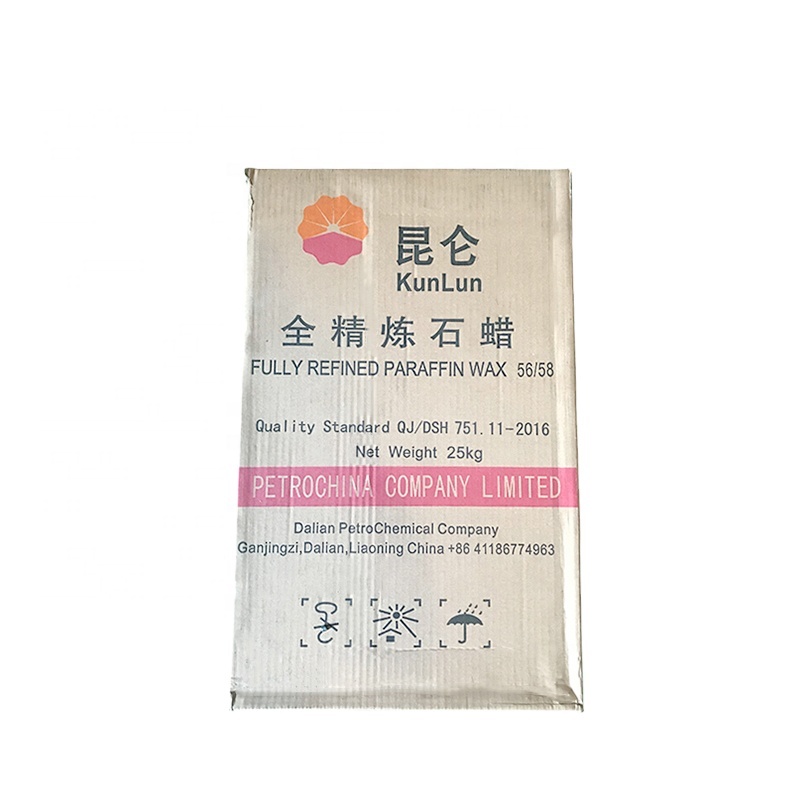 昆仑
KunLun
全精炼石蜡
FULLY REFINED PARAFFIN WAX 56/58
Quality Standard QJ/DSH 751.11-2016
Net Weight 25kg
PETROCHINA COMPANY LIMITED
Dalian PetroChemical Company
Ganjingzi,Dalian,Liaoning China +86 41186774963